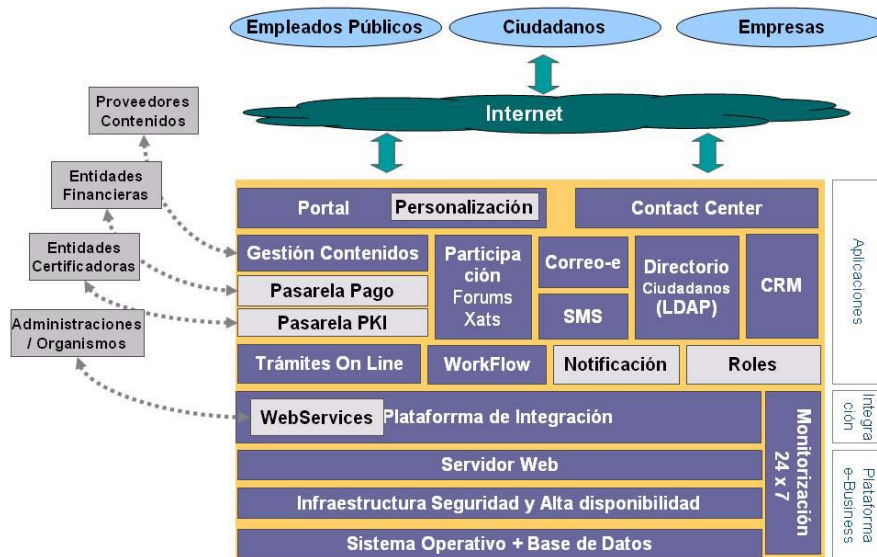 Empleados Públicos
Ciudadanos
Empresas
Internet
Proveedores
Contenidos
Entidades
Financieras
Entidades
Certificadoras
Administraciones
/ Organismos
Portal
Personalización
Contact Center
Gestión Contenidos
Pasarela Pago
Pasarela PKI
Participa
ción
Forums
Xats
Correo-e
SMS
Directorio
Ciudadanos
(LDAP)
CRM
Trámites On Line
WorkFlow
Notificación
Roles
WebServices
Plataforrma de Integración
Servidor Web
Infraestructura Seguridad y Alta disponibilidad
Sistema Operativo + Base de Datos
Monitorización
24 x 7
Aplicaciones
Integra
ción
Plataforma
e-Business